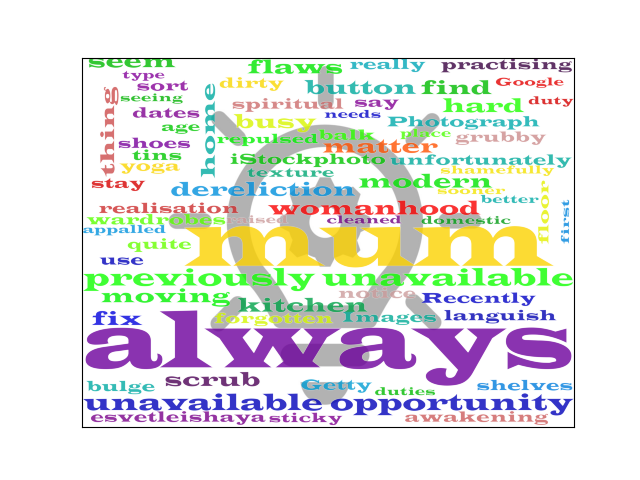 seem flaws really practising
type
sort dirty button find Google
thing home seeing spiritual say hard duty
dates busy needs Photograph
age repulsed balk place grubby
shoes matter
tins iStockphoto unfortunately
yoga texture shamefully
stay dereliction modern sooner
better
realisation womanhood floor first
wardrobes raised cleaned domestic
appalled mum
quite
use
previously unavailable
moving notice Recently
kitchen
fix forgotten Images languish
always
scrub
bulge Getty duties shelves
unavailable opportunity
esvetleishaya sticky awakening